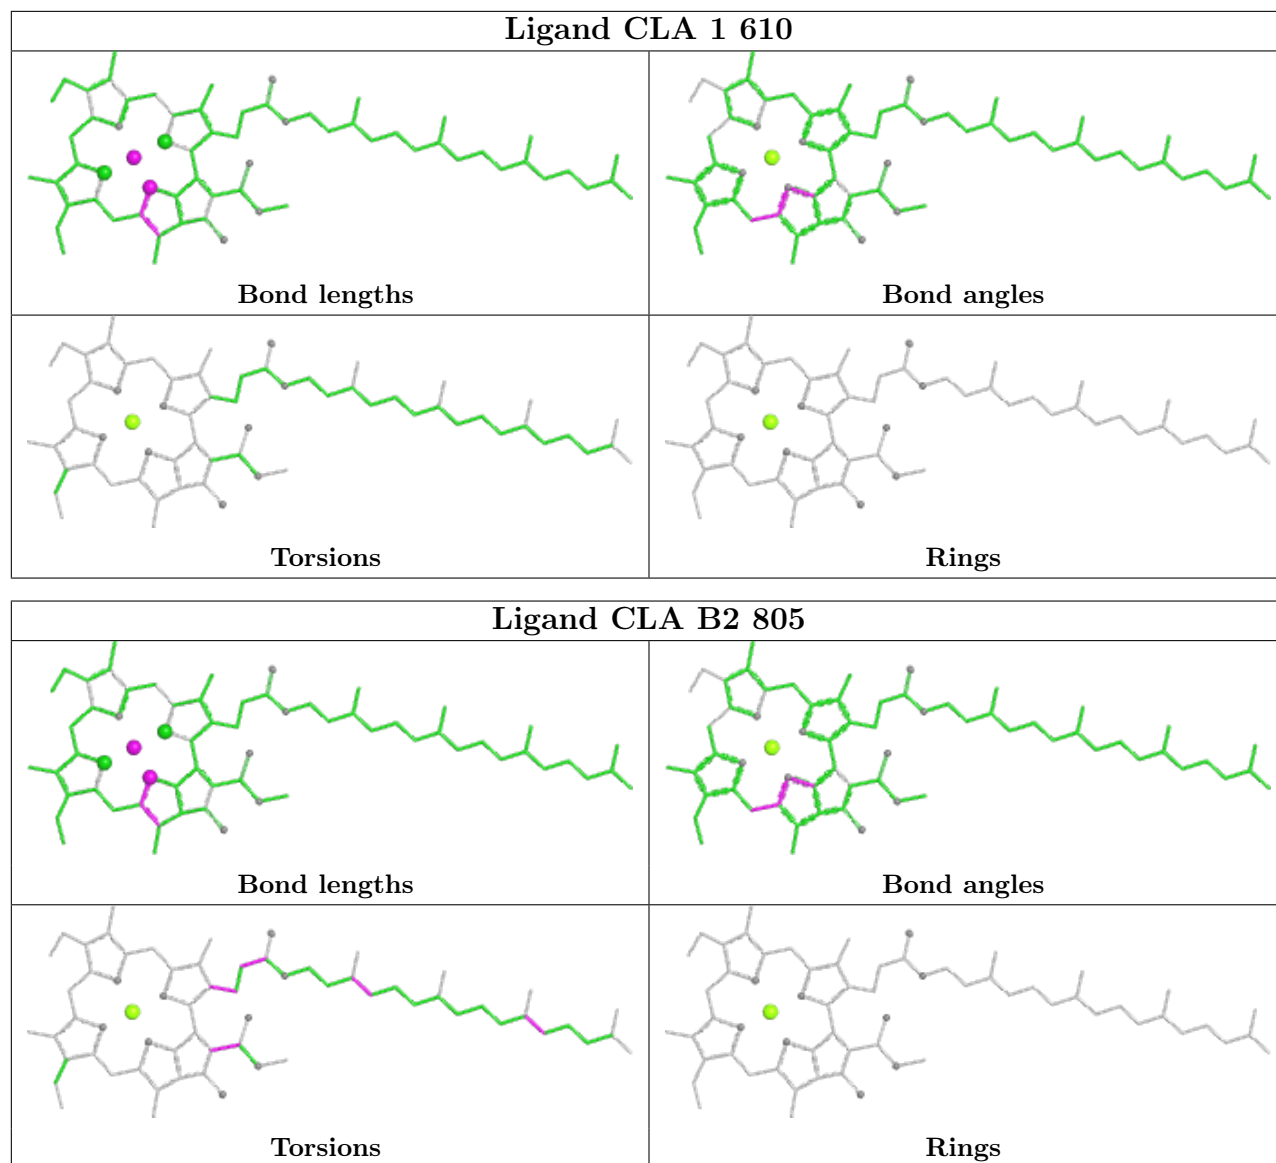 Ligand CLA 1 610
Bond lengths
Bond angles
Torsions
Rings
Ligand CLA B2 805
Bond lengths
Bond angles
Torsions
Rings